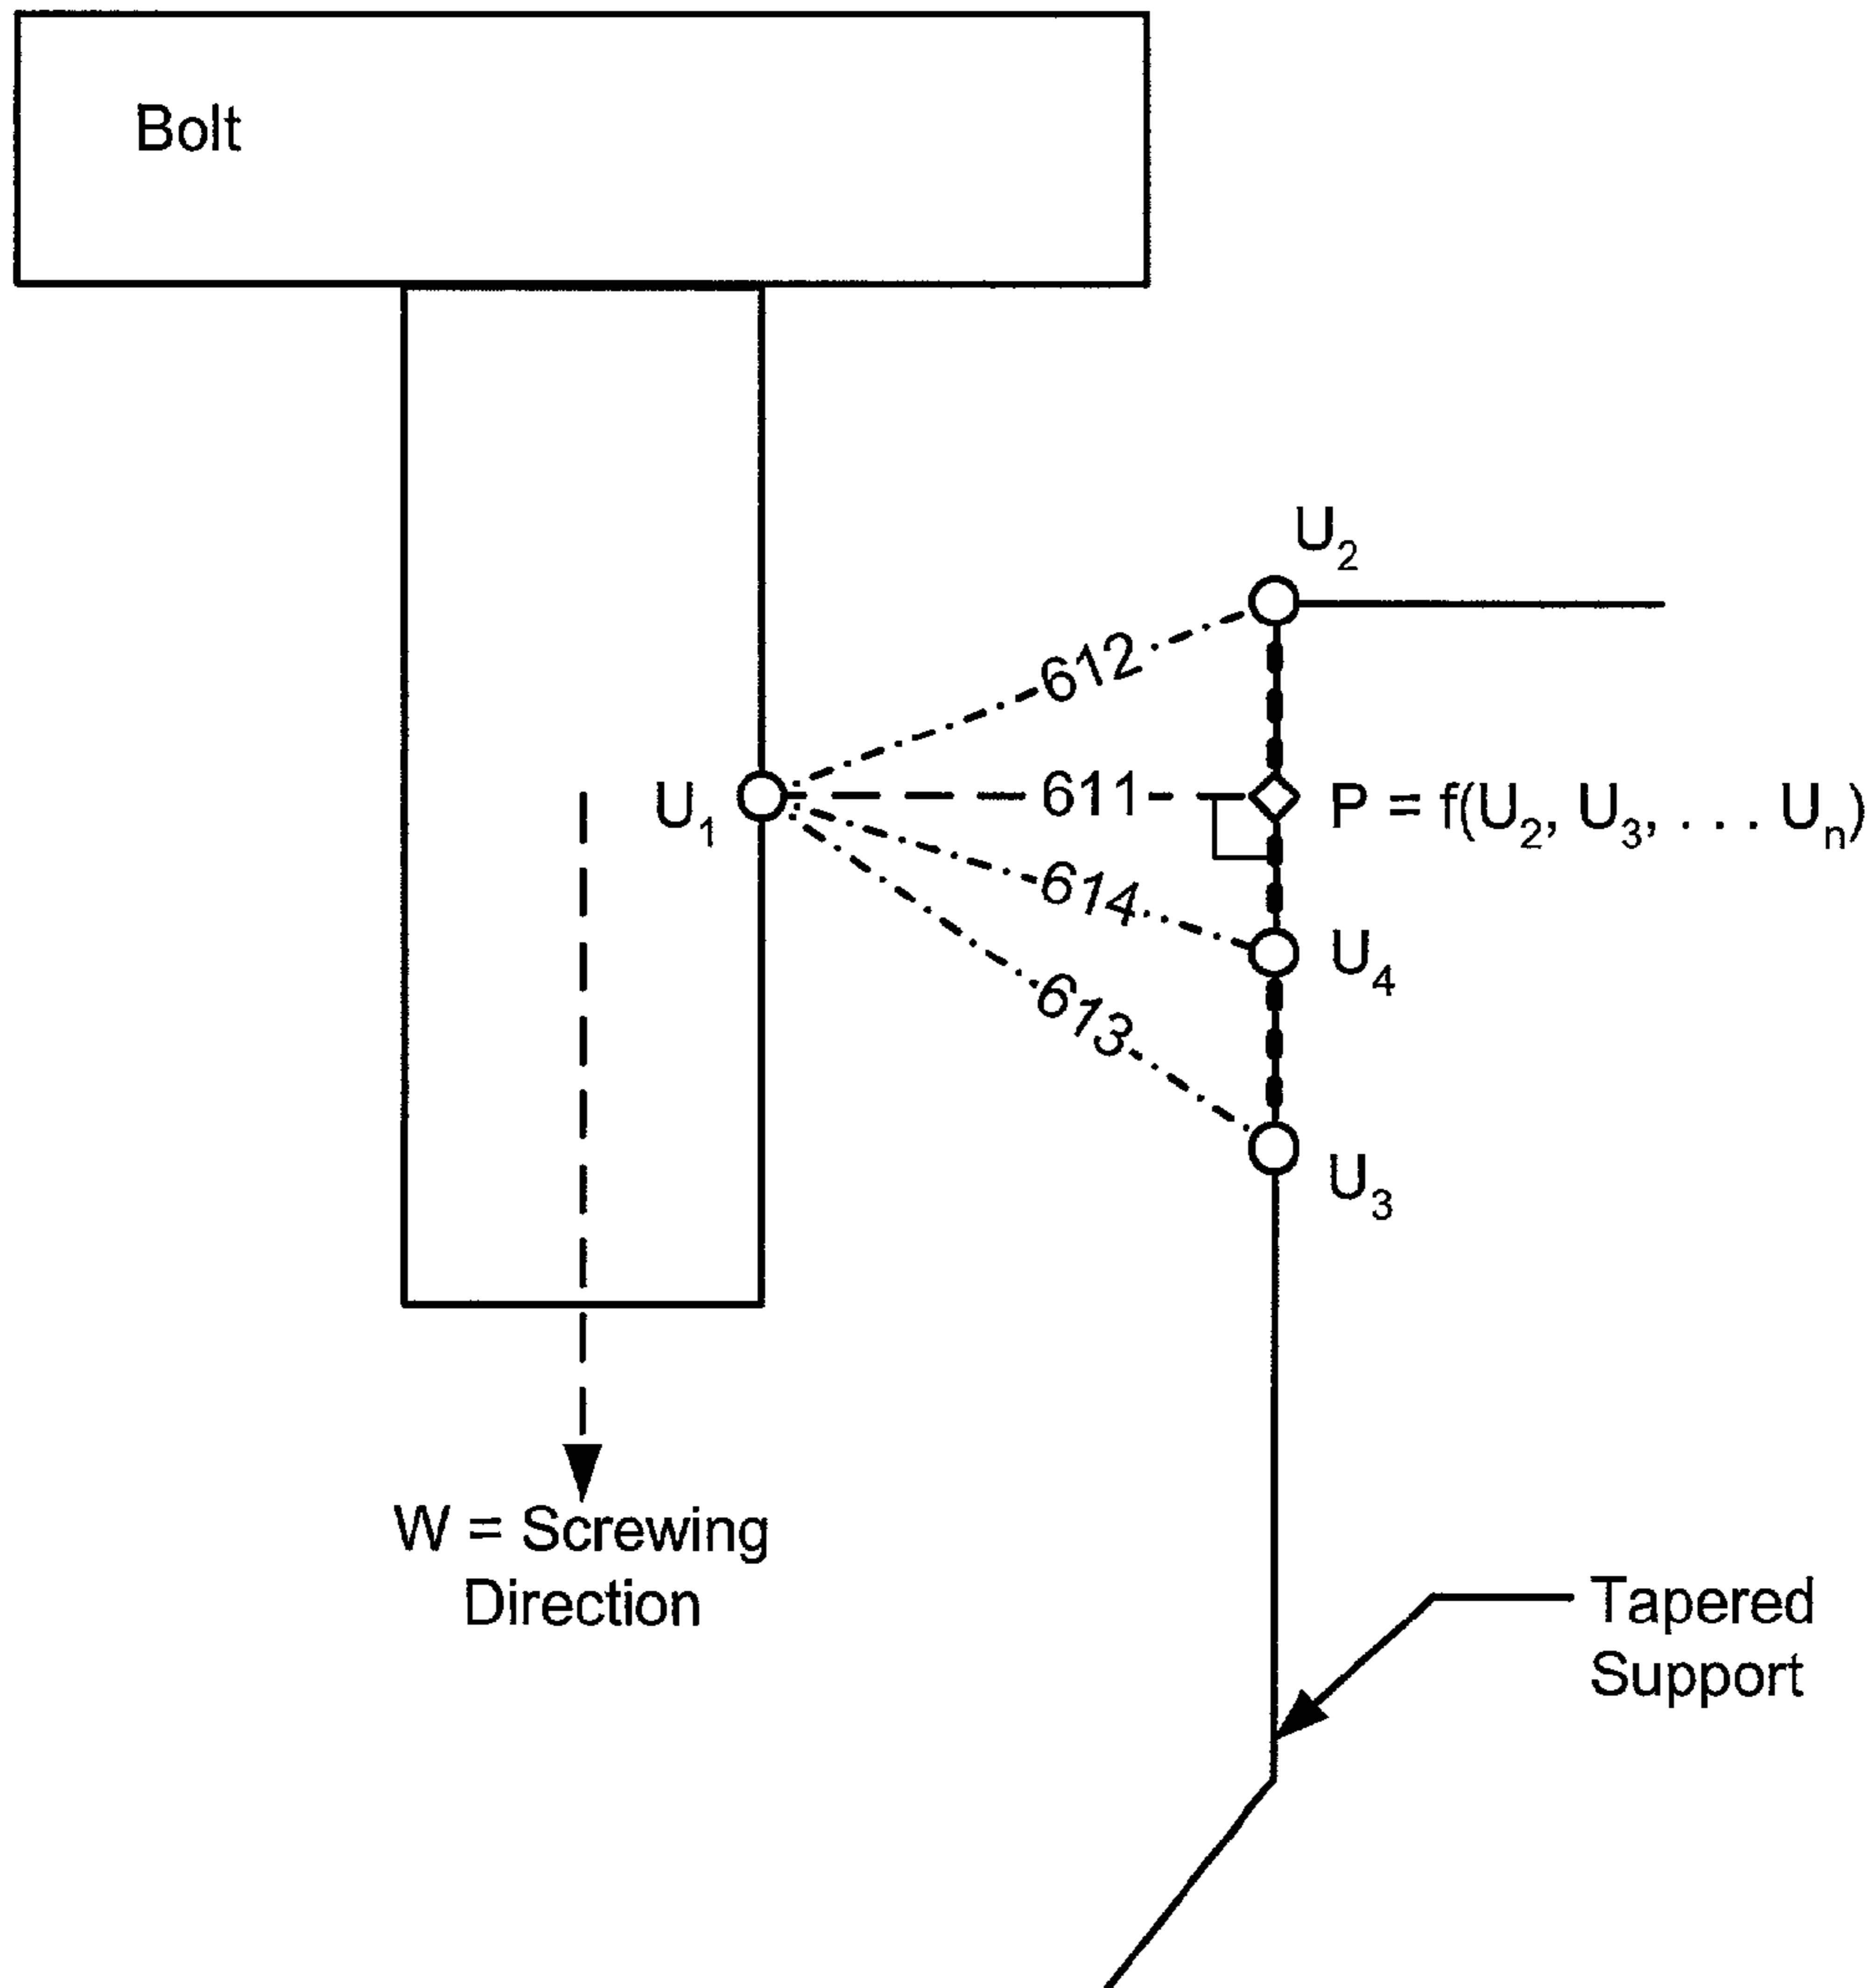 Bolt
U₂
612
U₁
611
P = f(U₂, U₃, . . . Uₙ)
614
U₄
613
U₃
W = Screwing
Direction
Tapered
Support